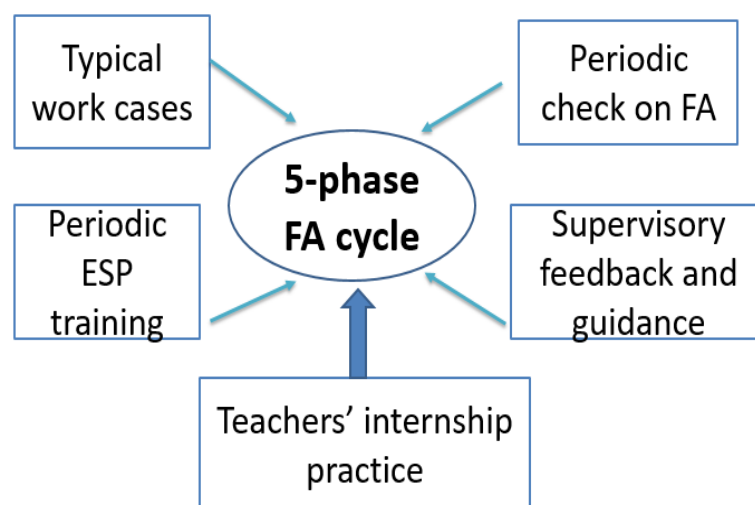 Typical
work cases
Periodic
check on FA
5-phase
FA cycle
Periodic
ESP
training
Supervisory
feedback and
guidance
Teachers’ internship
practice